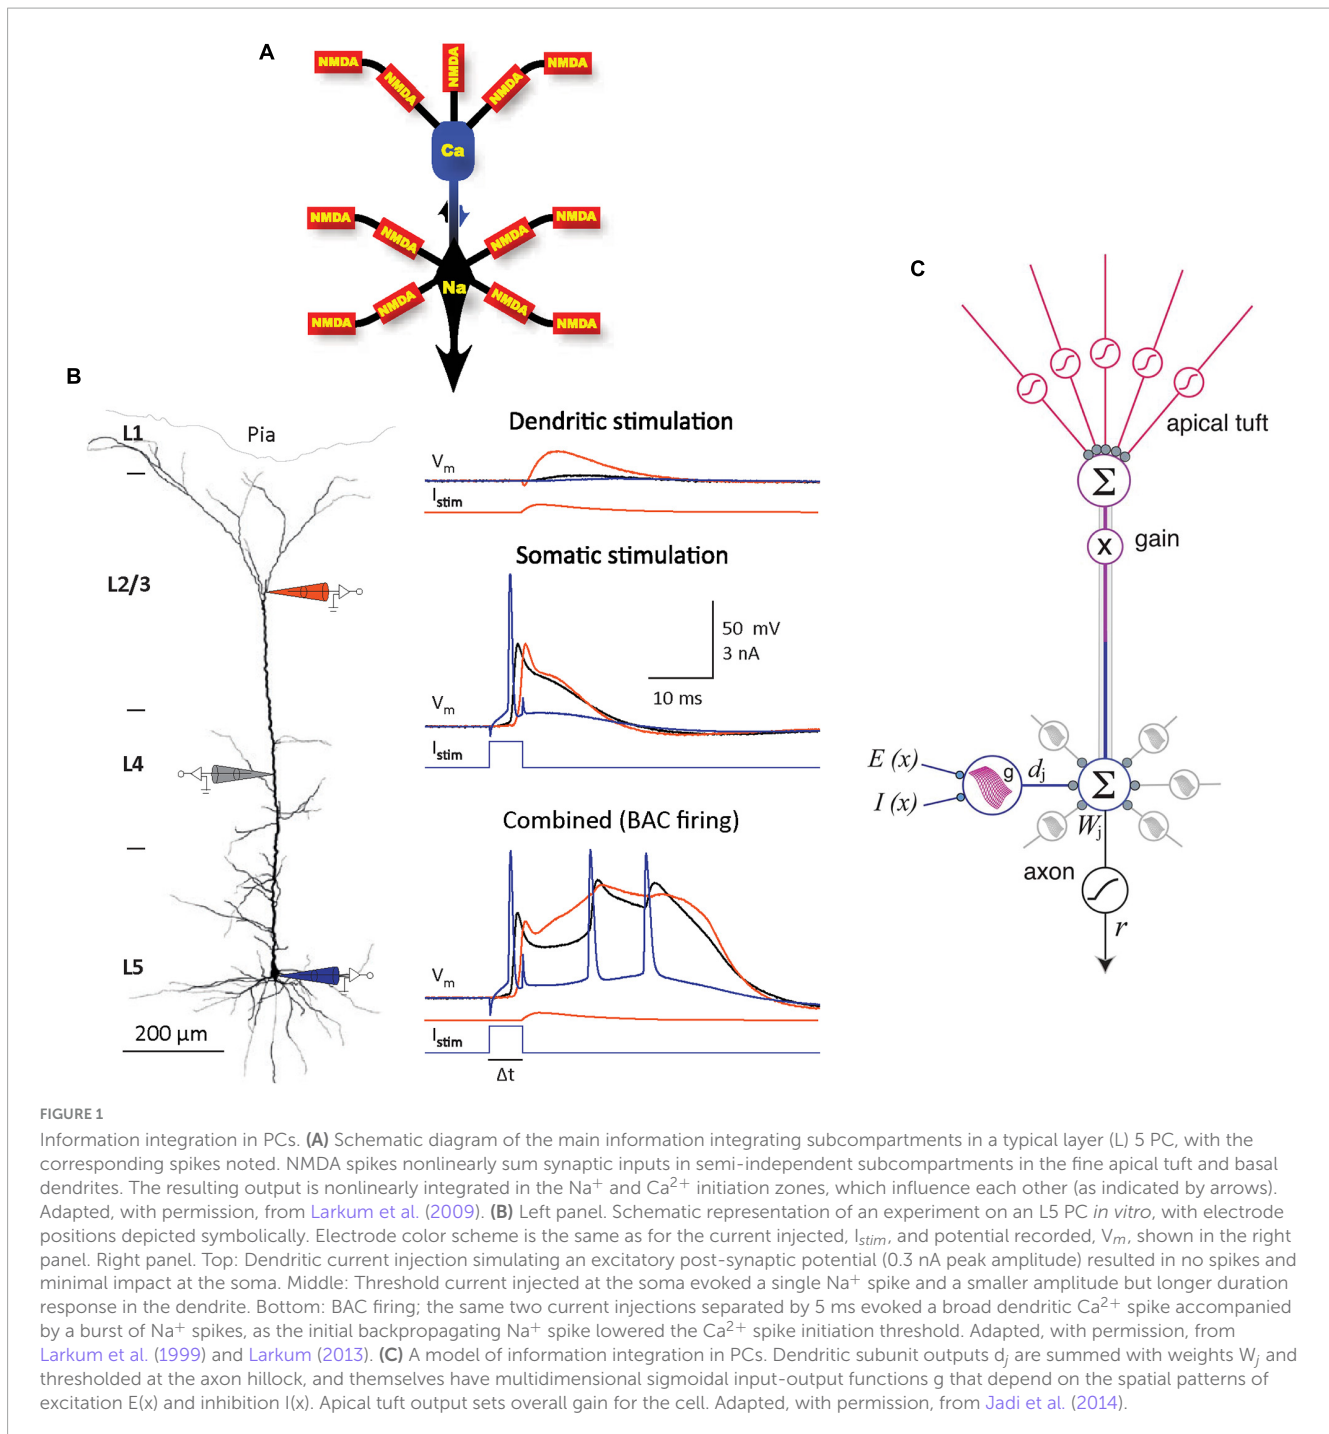 A
NMDA
NMDA
NMDA
NMDA
NMDA
Ca
NMDA
NMDA
NMDA
NMDA
Na
NMDA
NMDA
NMDA
NMDA
B
L1
Pia
L2/3
L4
L5
200 µm
Dendritic stimulation
Vm
Istim
Somatic stimulation
50 mV
3 nA
10 ms
Vm
Istim
Combined (BAC firing)
Vm
Istim
Δt
C
apical tuft
Σ
X
gain
E (x)
I (x)
g
dj
Σ
Wj
axon
r
FIGURE 1
Information integration in PCs. (A) Schematic diagram of the main information integrating subcompartments in a typical layer (L) 5 PC, with the
corresponding spikes noted. NMDA spikes nonlinearly sum synaptic inputs in semi-independent subcompartments in the fine apical tuft and basal
dendrites. The resulting output is nonlinearly integrated in the Na+ and Ca2+ initiation zones, which influence each other (as indicated by arrows).
Adapted, with permission, from Larkum et al. (2009). (B) Left panel. Schematic representation of an experiment on an L5 PC in vitro, with electrode
positions depicted symbolically. Electrode color scheme is the same as for the current injected, Istim, and potential recorded, Vm, shown in the right
panel. Right panel. Top: Dendritic current injection simulating an excitatory post-synaptic potential (0.3 nA peak amplitude) resulted in no spikes and
minimal impact at the soma. Middle: Threshold current injected at the soma evoked a single Na+ spike and a smaller amplitude but longer duration
response in the dendrite. Bottom: BAC firing; the same two current injections separated by 5 ms evoked a broad dendritic Ca2+ spike accompanied
by a burst of Na+ spikes, as the initial backpropagating Na+ spike lowered the Ca2+ spike initiation threshold. Adapted, with permission, from
Larkum et al. (1999) and Larkum (2013). (C) A model of information integration in PCs. Dendritic subunit outputs dj are summed with weights Wj and
thresholded at the axon hillock, and themselves have multidimensional sigmoidal input-output functions g that depend on the spatial patterns of
excitation E(x) and inhibition I(x). Apical tuft output sets overall gain for the cell. Adapted, with permission, from Jadi et al. (2014).